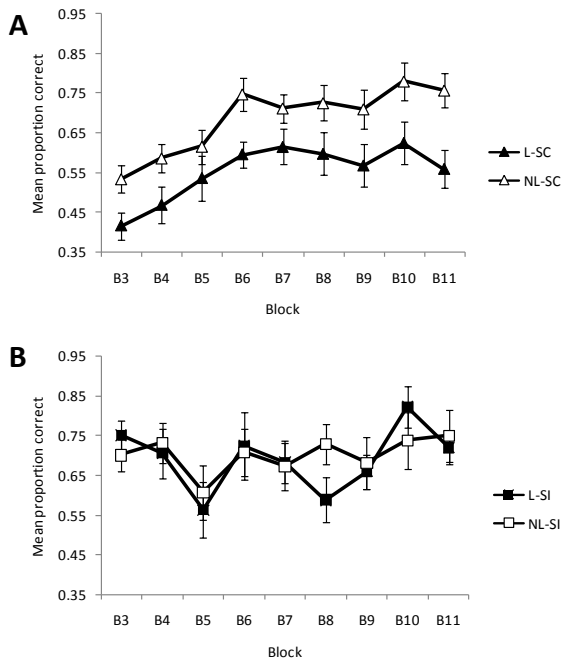 A
0.95
0.85
0.75
0.65
0.55
0.45
0.35
Mean proportion correct
B3 B4 B5 B6 B7 B8 B9 B10 B11
Block
L-SC
NL-SC
B
0.95
0.85
0.75
0.65
0.55
0.45
0.35
Mean proportion correct
B3 B4 B5 B6 B7 B8 B9 B10 B11
Block
L-SI
NL-SI